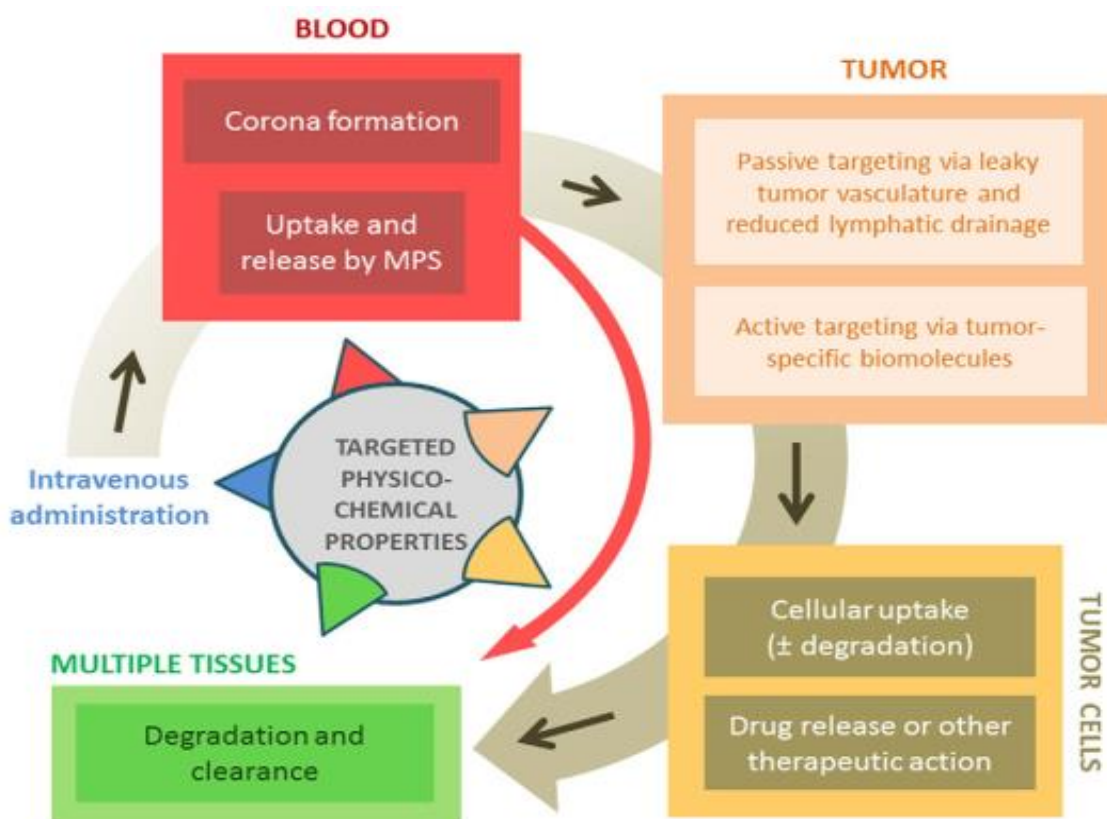 BLOOD
Corona formation
Uptake and
release by MPS
TUMOR
Passive targeting via leaky
tumor vasculature and
reduced lymphatic drainage
Active targeting via tumor-
specific biomolecules
Intravenous
administration
TARGETED
PHYSICO-
CHEMICAL
PROPERTIES
TUMOR CELLS
Cellular uptake
(± degradation)
Drug release or other
therapeutic action
MULTIPLE TISSUES
Degradation and
clearance